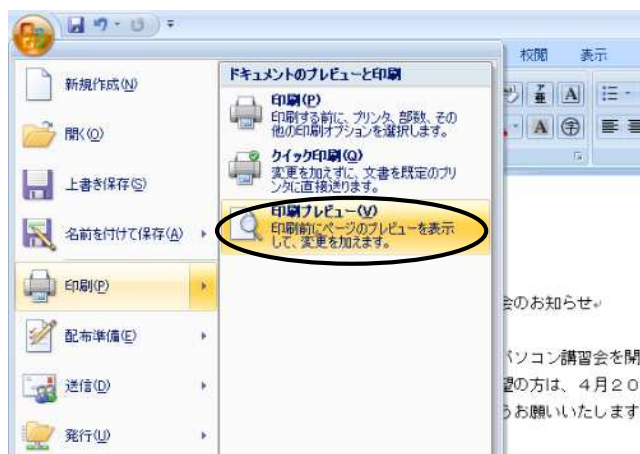 校閲 表示
新規作成(N)
開く(O)
上書き保存(S)
名前を付けて保存(A)
印刷(P)
配布準備(E)
送信(D)
発行(U)
ドキュメントのプレビューと印刷
印刷(P)
印刷する前に、プリンタ、部数、その
他の印刷オプションを選択します。
クイック印刷(Q)
変更を加えずに、文書を既定のプリ
ンタに直接送ります。
印刷プレビュー(V)
印刷前にページのプレビューを表示
して、変更を加えます。
会のお知らせ
パソコン講習会を開
望の方は、4月20
うお願いいたします